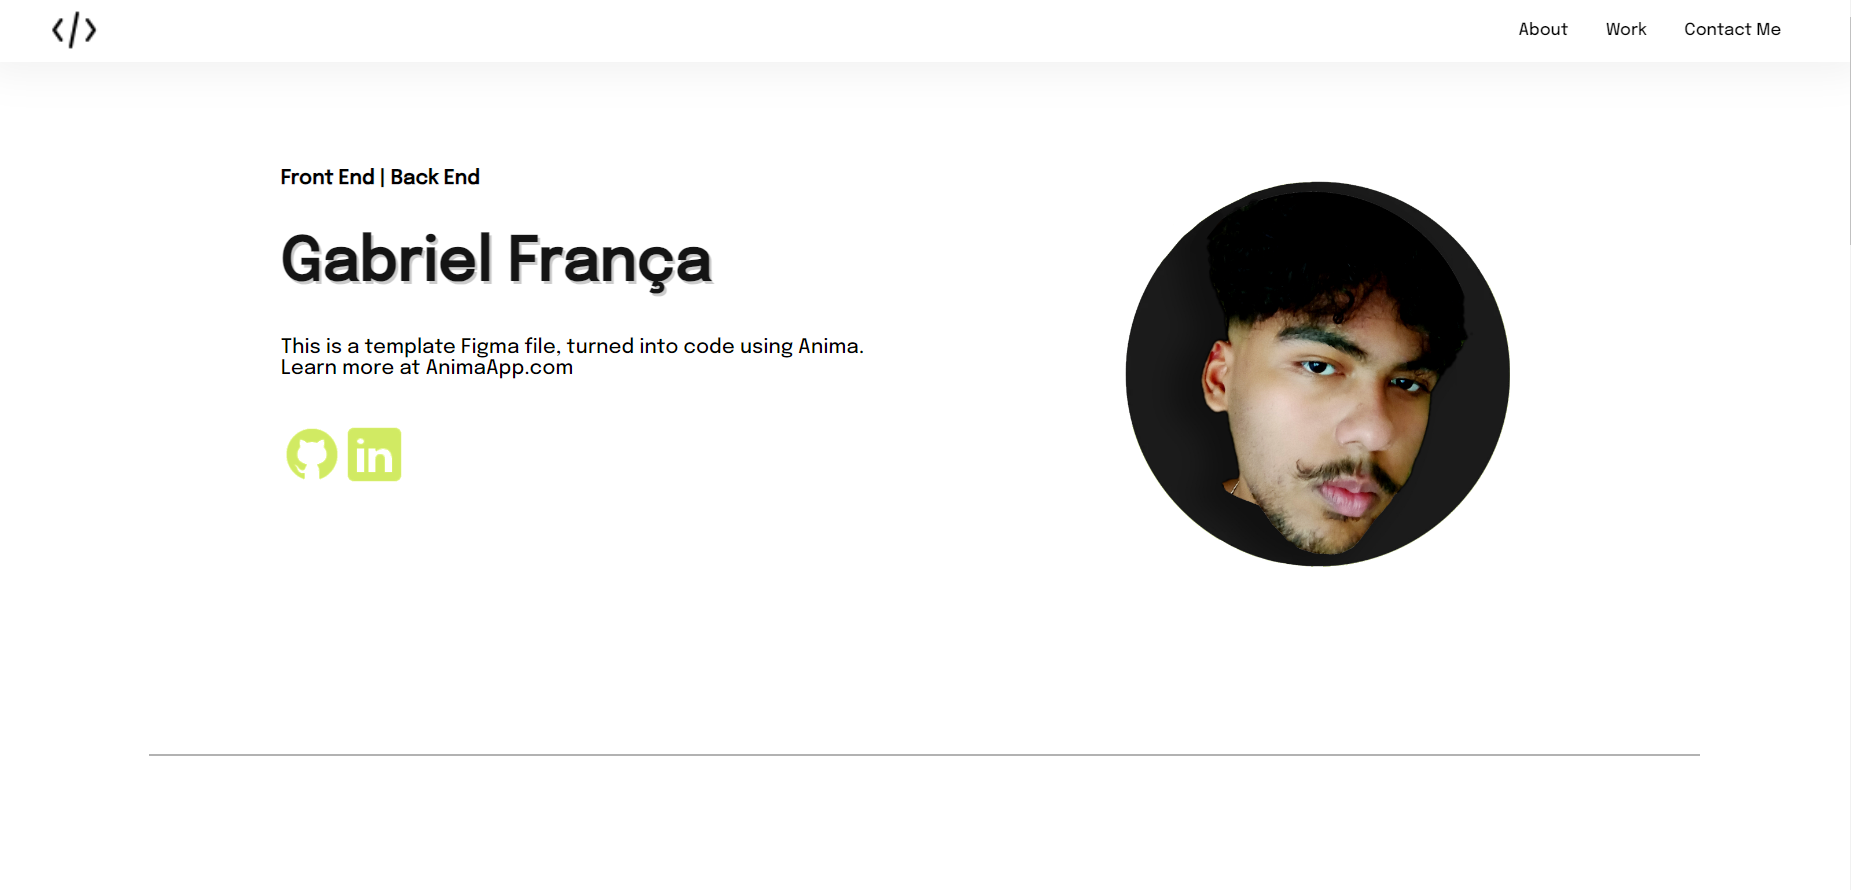 </>
About
Work
Contact Me
Front End | Back End
Gabriel França
This is a template Figma file, turned into code using Anima.
Learn more at AnimaApp.com
in